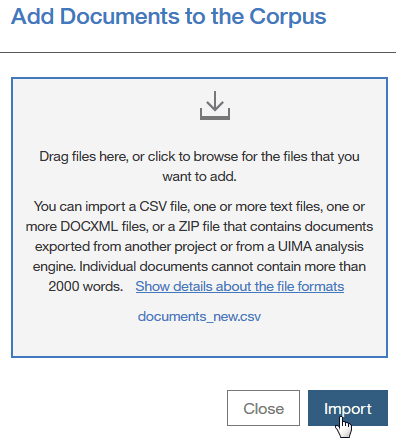 Add Documents to the Corpus
Drag files here, or click to browse for the files that you
want to add.
You can import a CSV file, one or more text files, one or
more DOCXML files, or a ZIP file that contains documents
exported from another project or from a UIMA analysis
engine. Individual documents cannot contain more than
2000 words. Show details about the file formats
documents_new.csv
Close Import